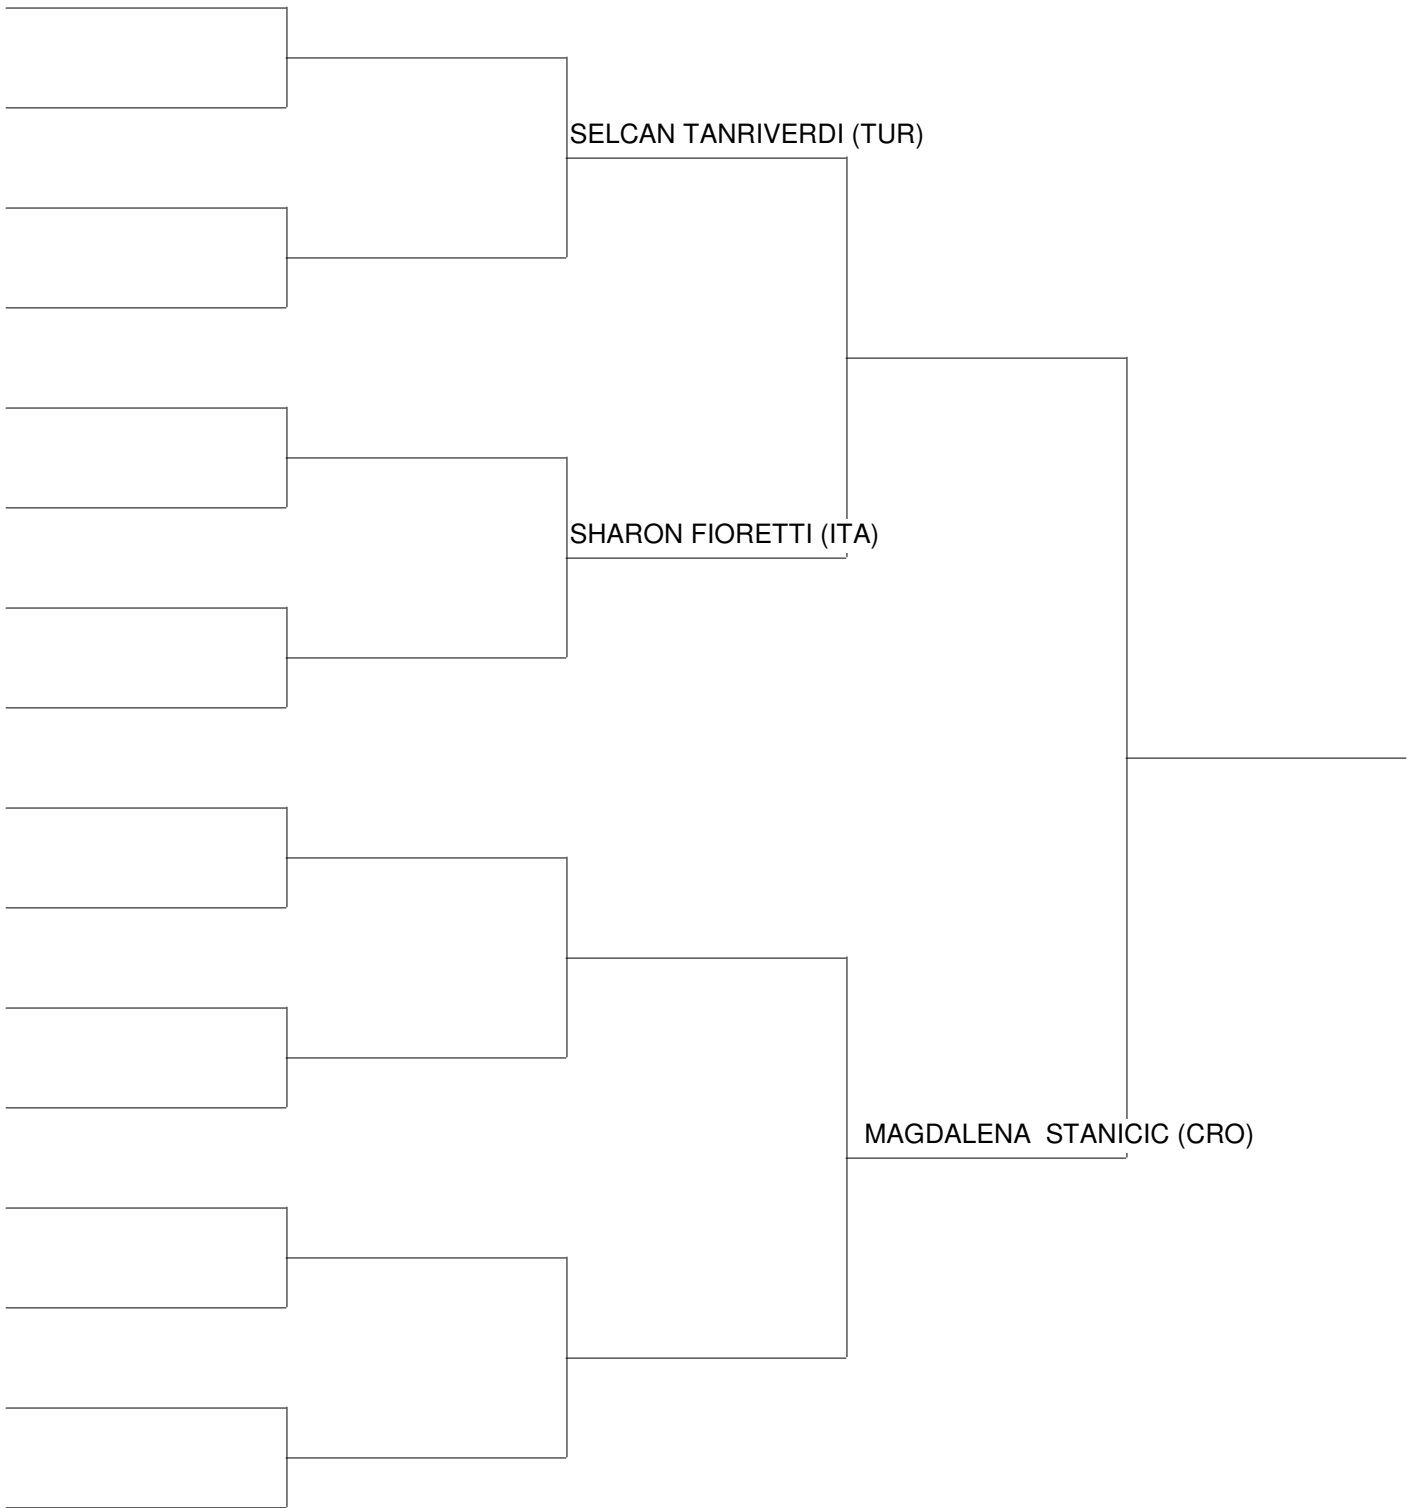 SELCAN TANRIVERDI (TUR)
SHARON FIORETTI (ITA)
MAGDALENA  STANICIC (CRO)